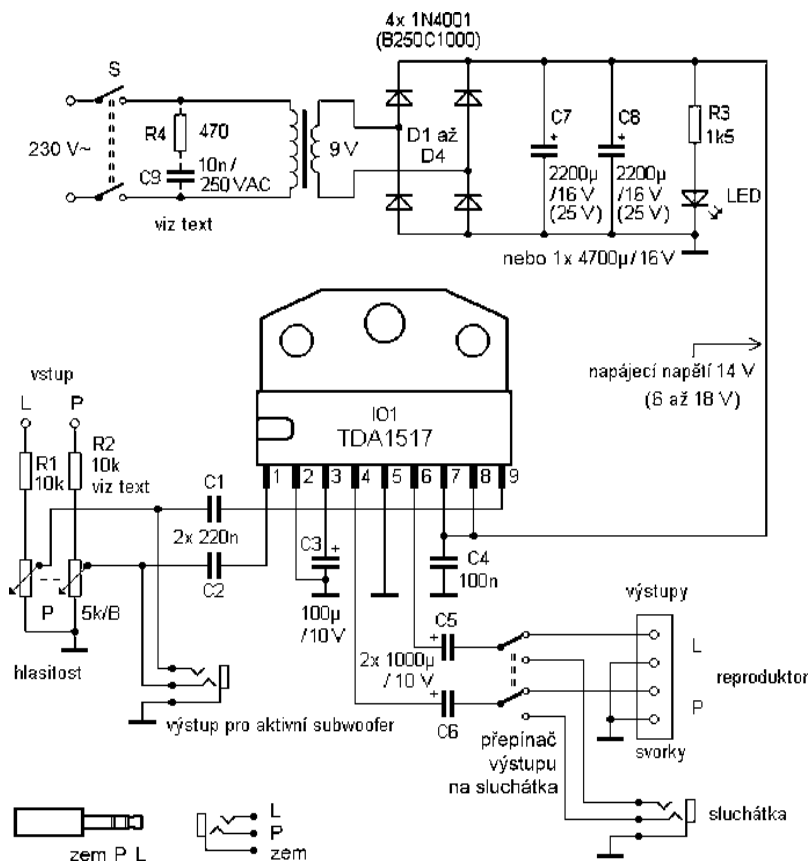 4x 1N4001
(B250C1000)
S
230 V~
R4
470
C9
10n/
250 VAC
viz text
9 V
D1 až
D4
C7
+
2200µ
/16 V
(25 V)
C8
+
2200µ
/16 V
(25 V)
R3
1k5
LED
nebo 1x 4700µ/16 V
napájecí napětí 14 V
(6 až 18 V)
IO1
TDA1517
1 2 3 4 5 6 7 8 9
vstup
L P
R1
10k
R2
10k
viz text
C1
2x 220n
C2
C3
+
100µ
/10 V
C4
100n
P
5k/B
hlasitost
výstup pro aktivní subwoofer
+
C5
2x 1000µ
/ 10 V
+
C6
přepínač
výstupu
na sluchátka
výstupy
L
reproduktor
P
svorky
sluchátka
zem P L
L
P
zem